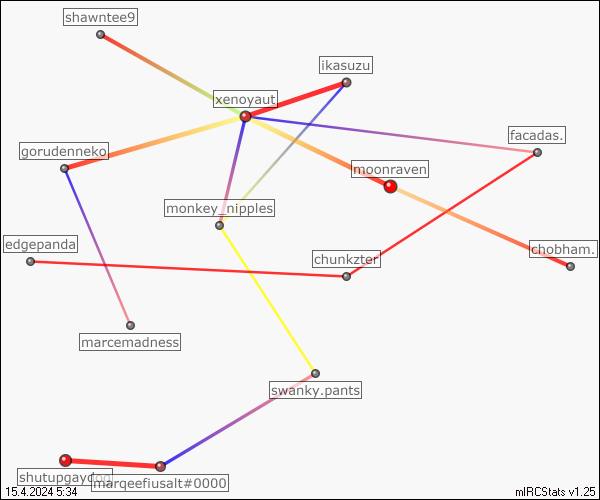 shawntee9
ikasuzu
xenoyaut
facadas.
gorudenneko
moonraven
monkey_nipples
edgepanda
chobham.
chunkzter
marcemadness
swanky.pants
shutupgaydog
marqeefiusalt#0000
15.4.2024 5:34
mIRCStats v1.25